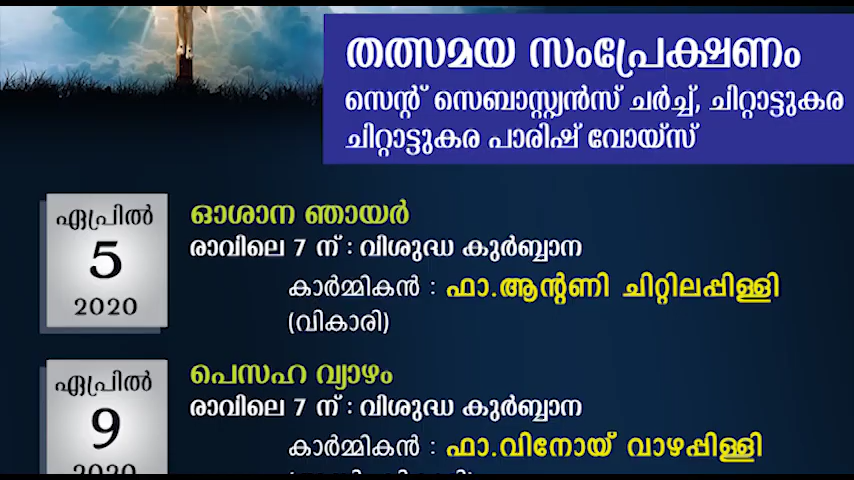 തത്സമയ സംപ്രേക്ഷണം
സെന്റ് സെബാസ്റ്റ്യൻസ് ചർച്ച്, ചിറ്റാട്ടുകര
ചിറ്റാട്ടുകര പാരിഷ് വോയ്സ്
ഏപ്രിൽ
5
2020
ഓശാന ഞായർ
രാവിലെ 7 ന് : വിശുദ്ധ കുർബ്ബാന
കാർമ്മികൻ : ഫാ.ആന്റണി ചിറ്റിലപ്പിള്ളി
(വികാരി)
ഏപ്രിൽ
9
2020
പെസഹ വ്യാഴം
രാവിലെ 7 ന് : വിശുദ്ധ കുർബ്ബാന
കാർമ്മികൻ : ഫാ.വിനോയ് വാഴപ്പിള്ളി